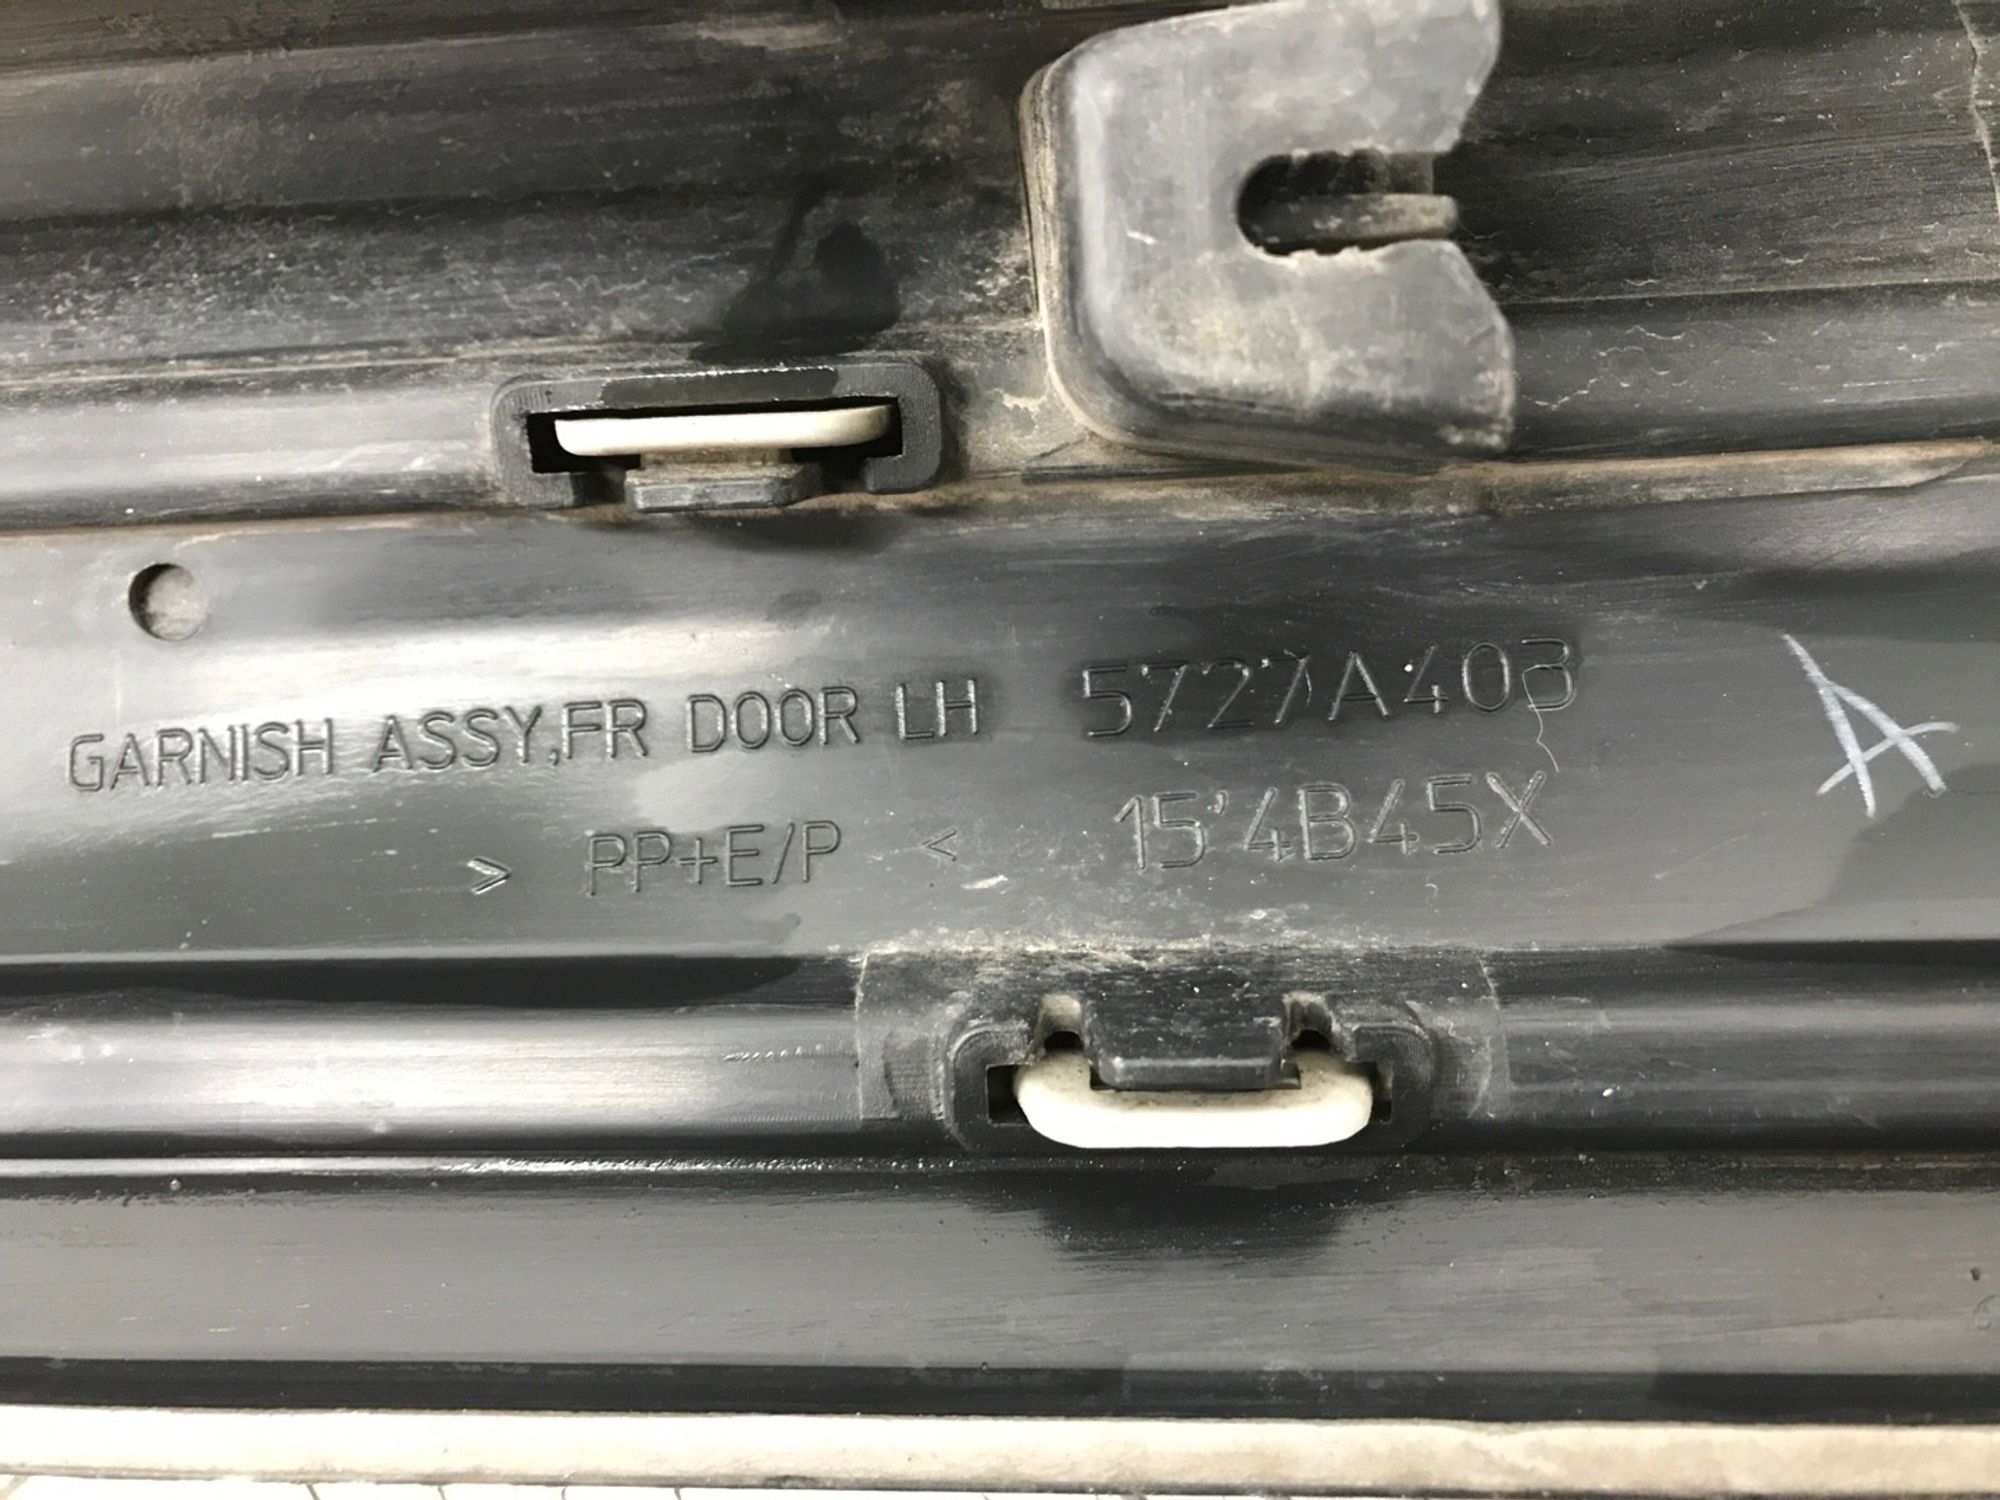 GARNISH ASSY,FR DOOR LH 5727A403
> PP+E/P < 15'4B45X
A